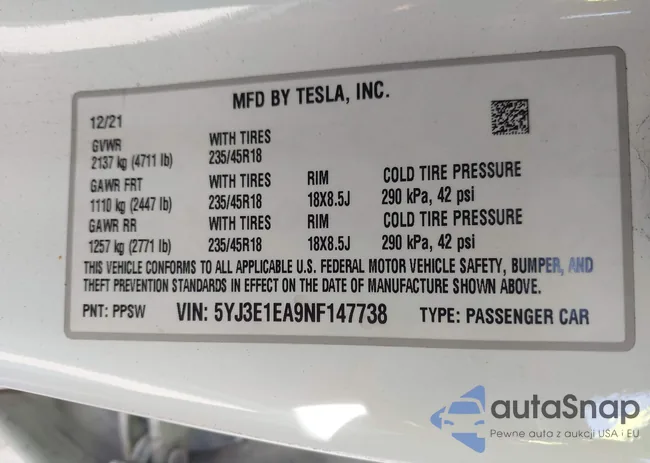 MFD BY TESLA, INC.
12/21
GVWR WITH TIRES
2137 kg (4711 lb) 235/45R18
GAWR FRT WITH TIRES RIM COLD TIRE PRESSURE
1110 kg (2447 lb) 235/45R18 18X8.5J 290 kPa, 42 psi
GAWR RR WITH TIRES RIM COLD TIRE PRESSURE
1257 kg (2771 lb) 235/45R18 18X8.5J 290 kPa, 42 psi
THIS VEHICLE CONFORMS TO ALL APPLICABLE U.S. FEDERAL MOTOR VEHICLE SAFETY, BUMPER, AND
THEFT PREVENTION STANDARDS IN EFFECT ON THE DATE OF MANUFACTURE SHOWN ABOVE.
PNT: PPSW VIN: 5YJ3E1EA9NF147738 TYPE: PASSENGER CAR
autaSnap
Pewne auta z aukcji USA i EU